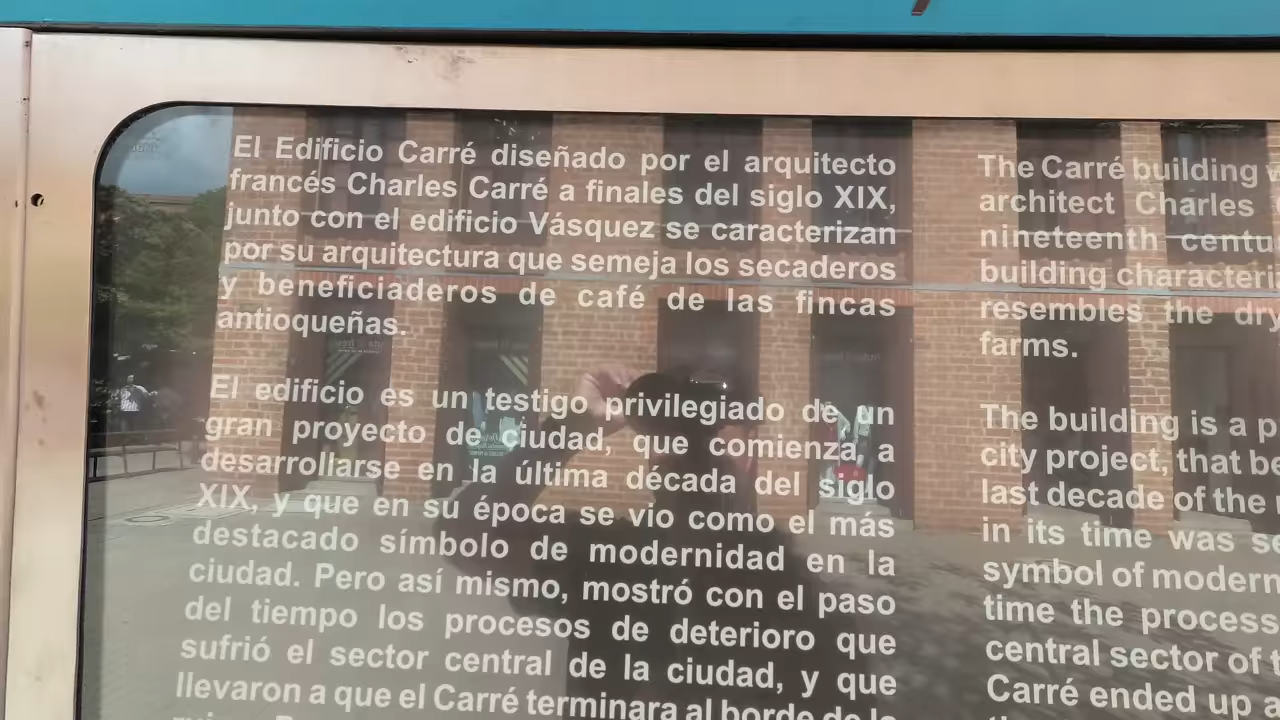 El Edificio Carré diseñado por el arquitecto
francés Charles Carré a finales del siglo XIX,
junto con el edificio Vásquez se caracterizan
por su arquitectura que semeja los secaderos
y beneficiaderos de café de las fincas
antioqueñas.
El edificio es un testigo privilegiado de un
gran proyecto de ciudad, que comienza a
desarrollarse en la última década del siglo
XIX, y que en su época se vio como el más
destacado símbolo de modernidad en la
ciudad. Pero así mismo, mostró con el paso
del tiempo los procesos de deterioro que
sufrió el sector central de la ciudad, y que
llevaron a que el Carré terminara al borde de la
The Carré building
architect Charles
nineteenth centu
building characteri
resembles the dry
farms.
The building is a p
city project, that be
last decade of the
in its time was se
symbol of modern
time the process
central sector of t
Carré ended up a